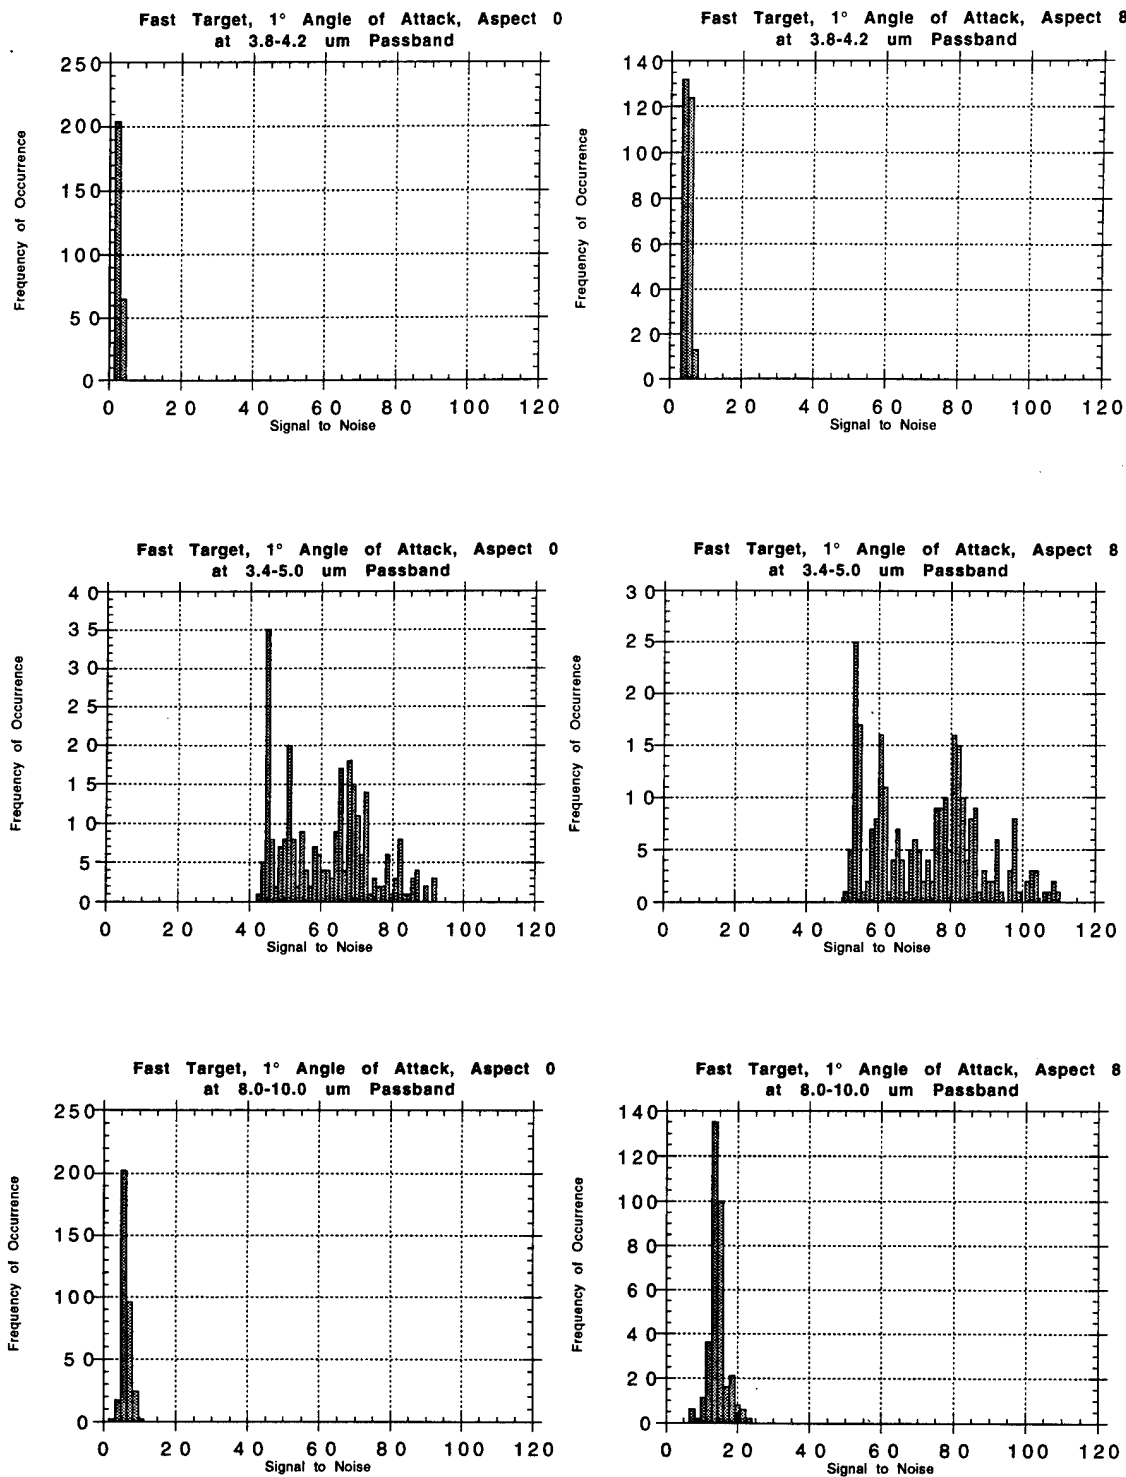 Fast Target, 1° Angle of Attack, Aspect 0
at 3.8-4.2 um Passband
250
200
150
100
50
0
Frequency of Occurrence
0 20 40 60 80 100 120
Signal to Noise
Fast Target, 1° Angle of Attack, Aspect 8
at 3.8-4.2 um Passband
140
120
100
80
60
40
20
0
Frequency of Occurrence
0 20 40 60 80 100 120
Signal to Noise
Fast Target, 1° Angle of Attack, Aspect 0
at 3.4-5.0 um Passband
40
35
30
25
20
15
10
5
0
Frequency of Occurrence
0 20 40 60 80 100 120
Signal to Noise
Fast Target, 1° Angle of Attack, Aspect 8
at 3.4-5.0 um Passband
30
25
20
15
10
5
0
Frequency of Occurrence
0 20 40 60 80 100 120
Signal to Noise
Fast Target, 1° Angle of Attack, Aspect 0
at 8.0-10.0 um Passband
250
200
150
100
50
0
Frequency of Occurrence
0 20 40 60 80 100 120
Signal to Noise
Fast Target, 1° Angle of Attack, Aspect 8
at 8.0-10.0 um Passband
140
120
100
80
60
40
20
0
Frequency of Occurrence
0 20 40 60 80 100 120
Signal to Noise